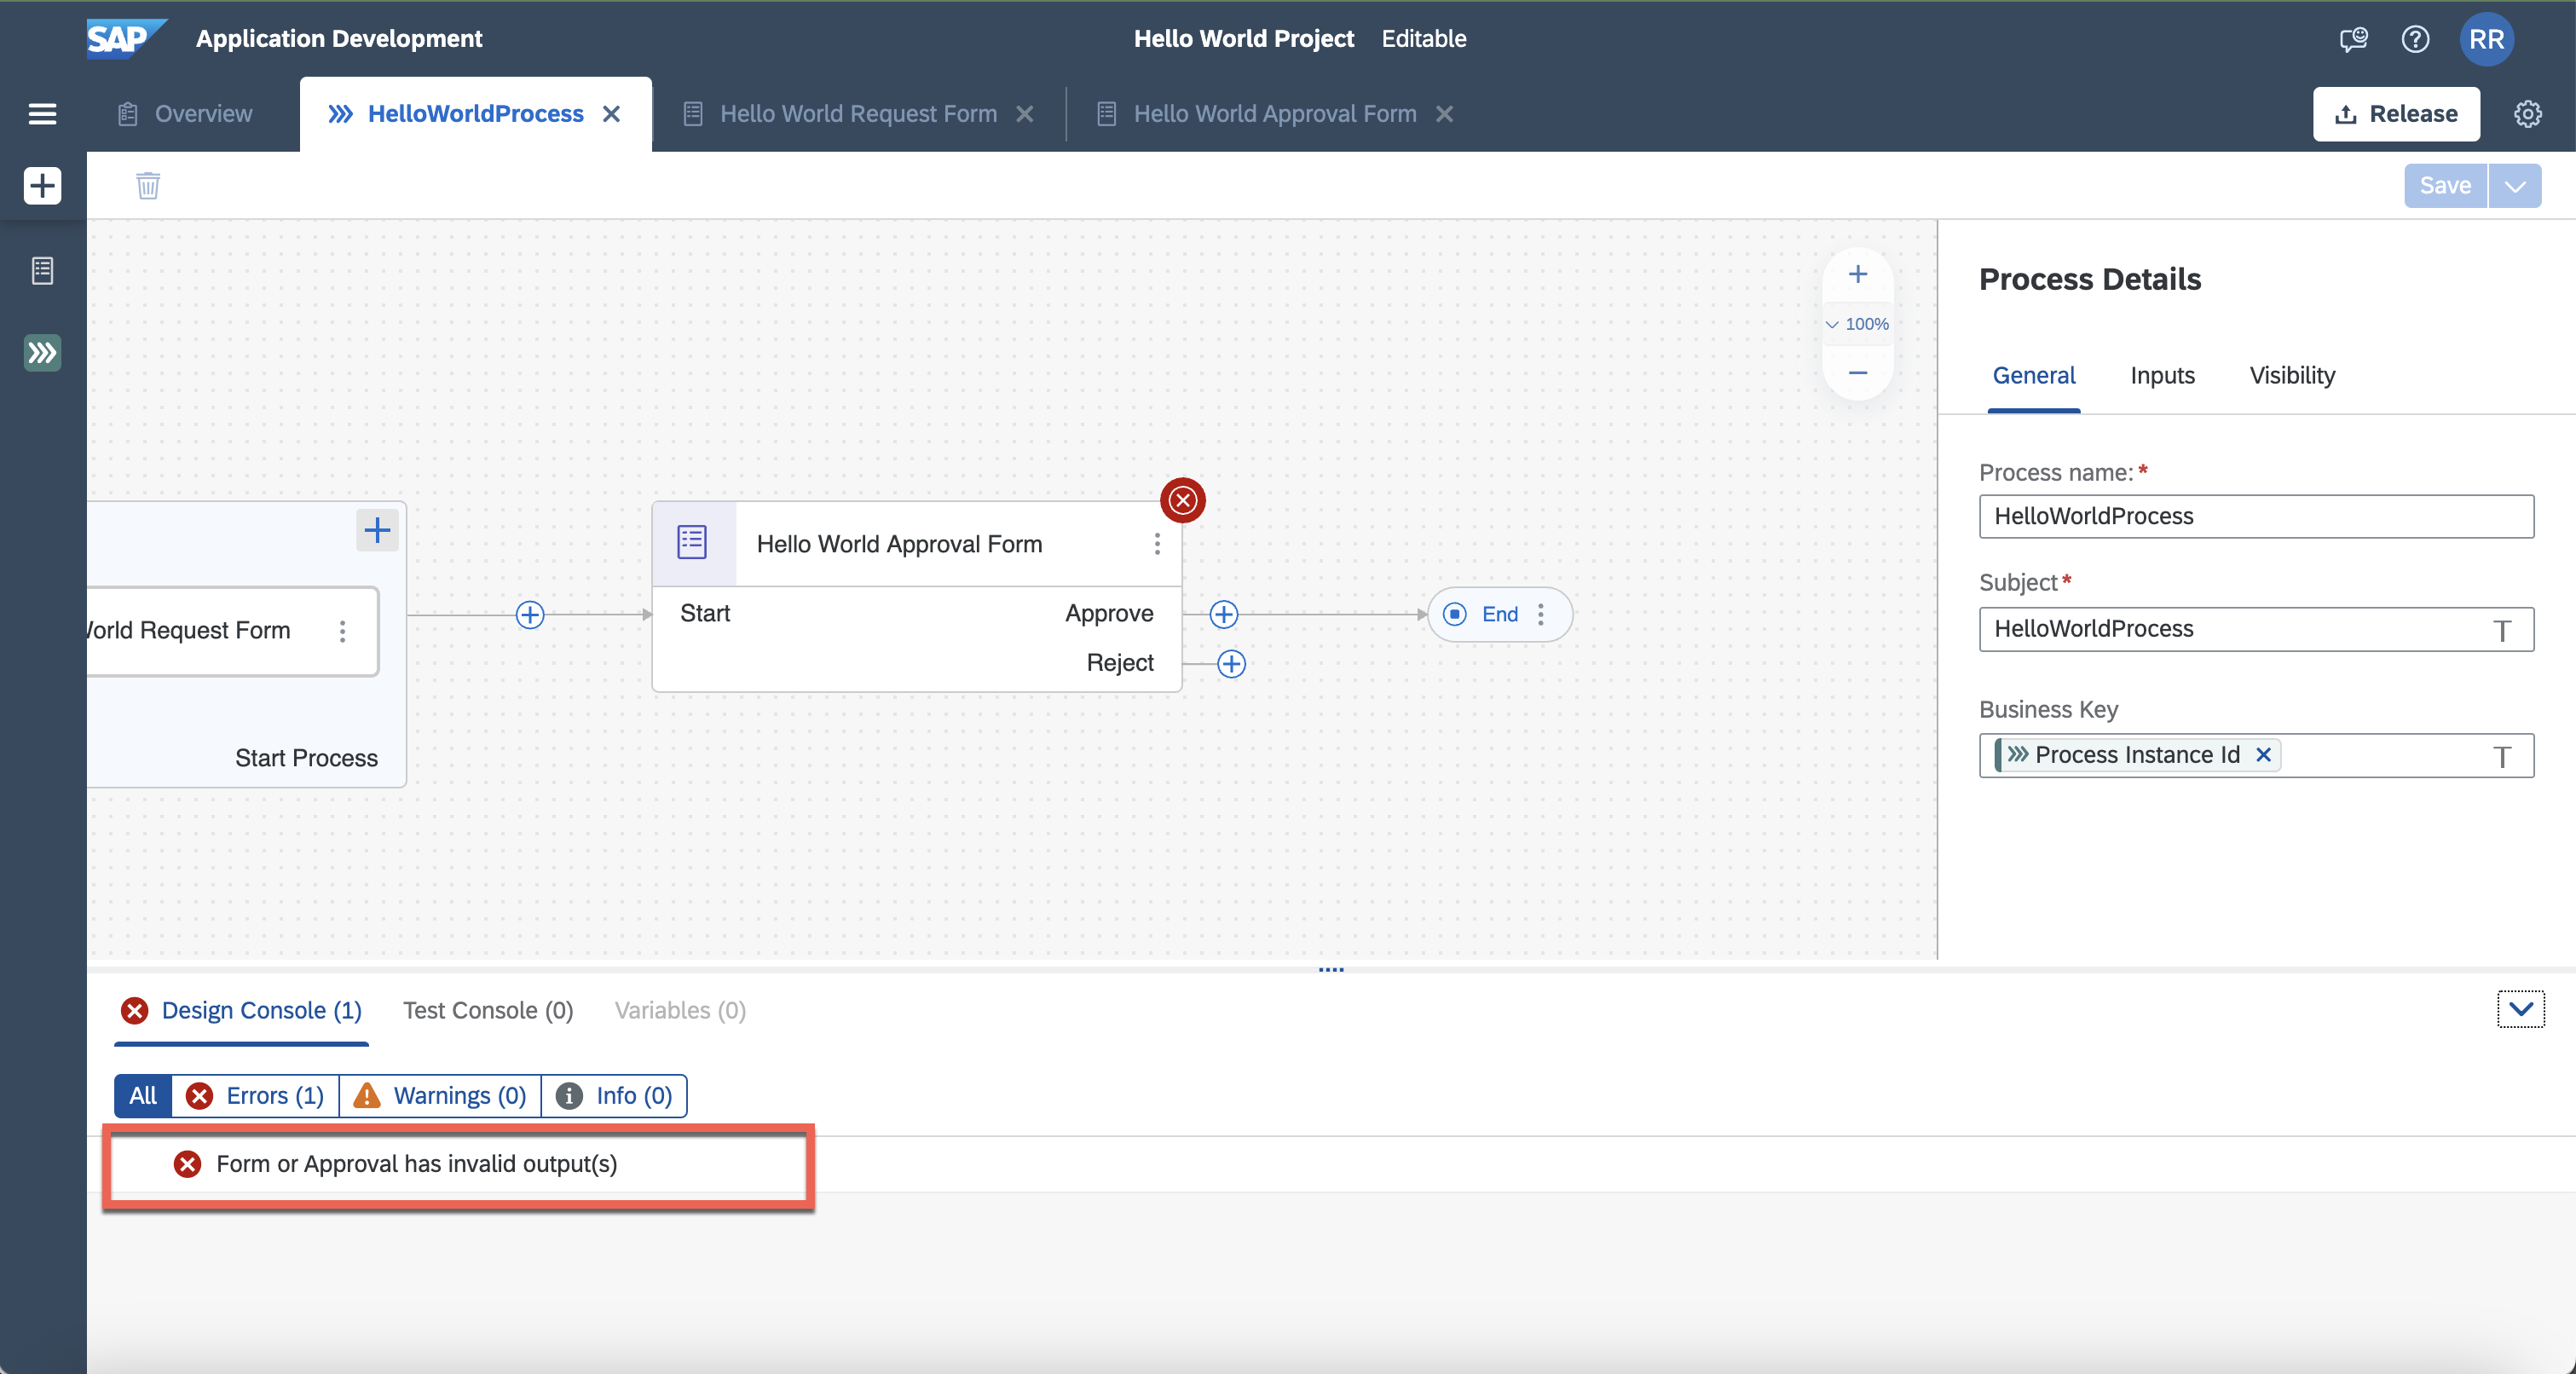 SAP
Application Development
Hello World Project Editable
RR
Overview
HelloWorldProcess
Hello World Request Form
Hello World Approval Form
Release
Save
100%
Process Details
General
Inputs
Visibility
Process name:*
HelloWorldProcess
Subject*
HelloWorldProcess
Business Key
Process Instance Id
World Request Form
Start Process
Hello World Approval Form
Start
Approve
Reject
End
Design Console (1)
Test Console (0)
Variables (0)
All
Errors (1)
Warnings (0)
Info (0)
Form or Approval has invalid output(s)